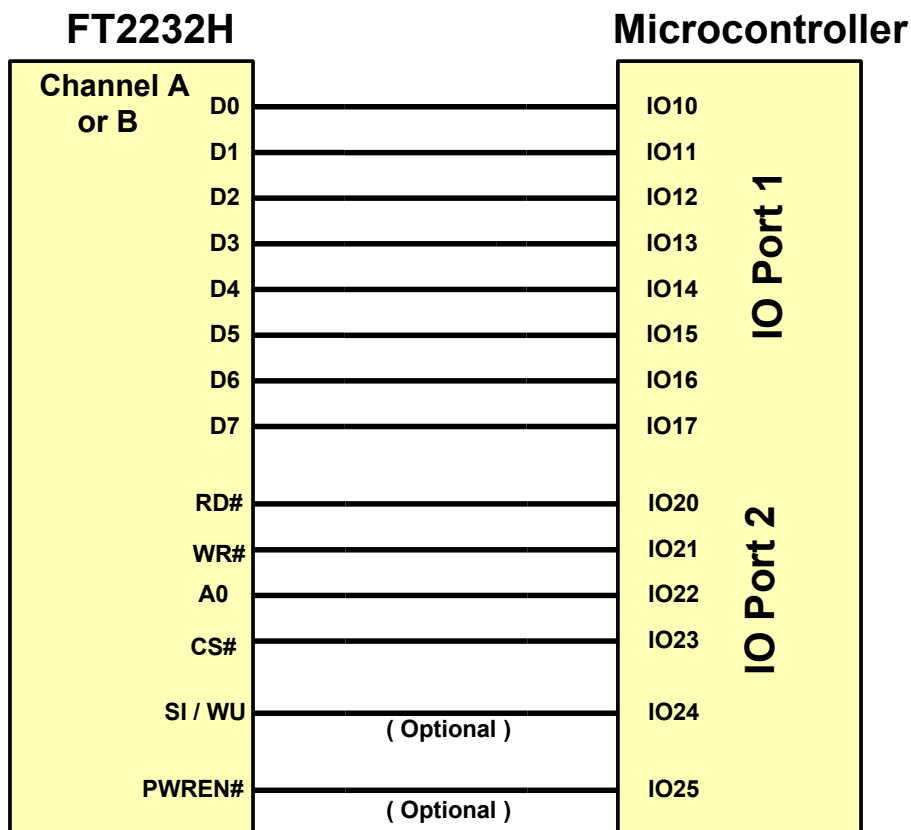 FT2232H
Microcontroller
Channel A
or B
D0
IO10
D1
IO11
D2
IO12
D3
IO13
D4
IO14
D5
IO15
D6
IO16
D7
IO17
IO Port 1
RD#
IO20
WR#
IO21
A0
IO22
CS#
IO23
IO Port 2
SI / WU
IO24
( Optional )
PWREN#
IO25
( Optional )